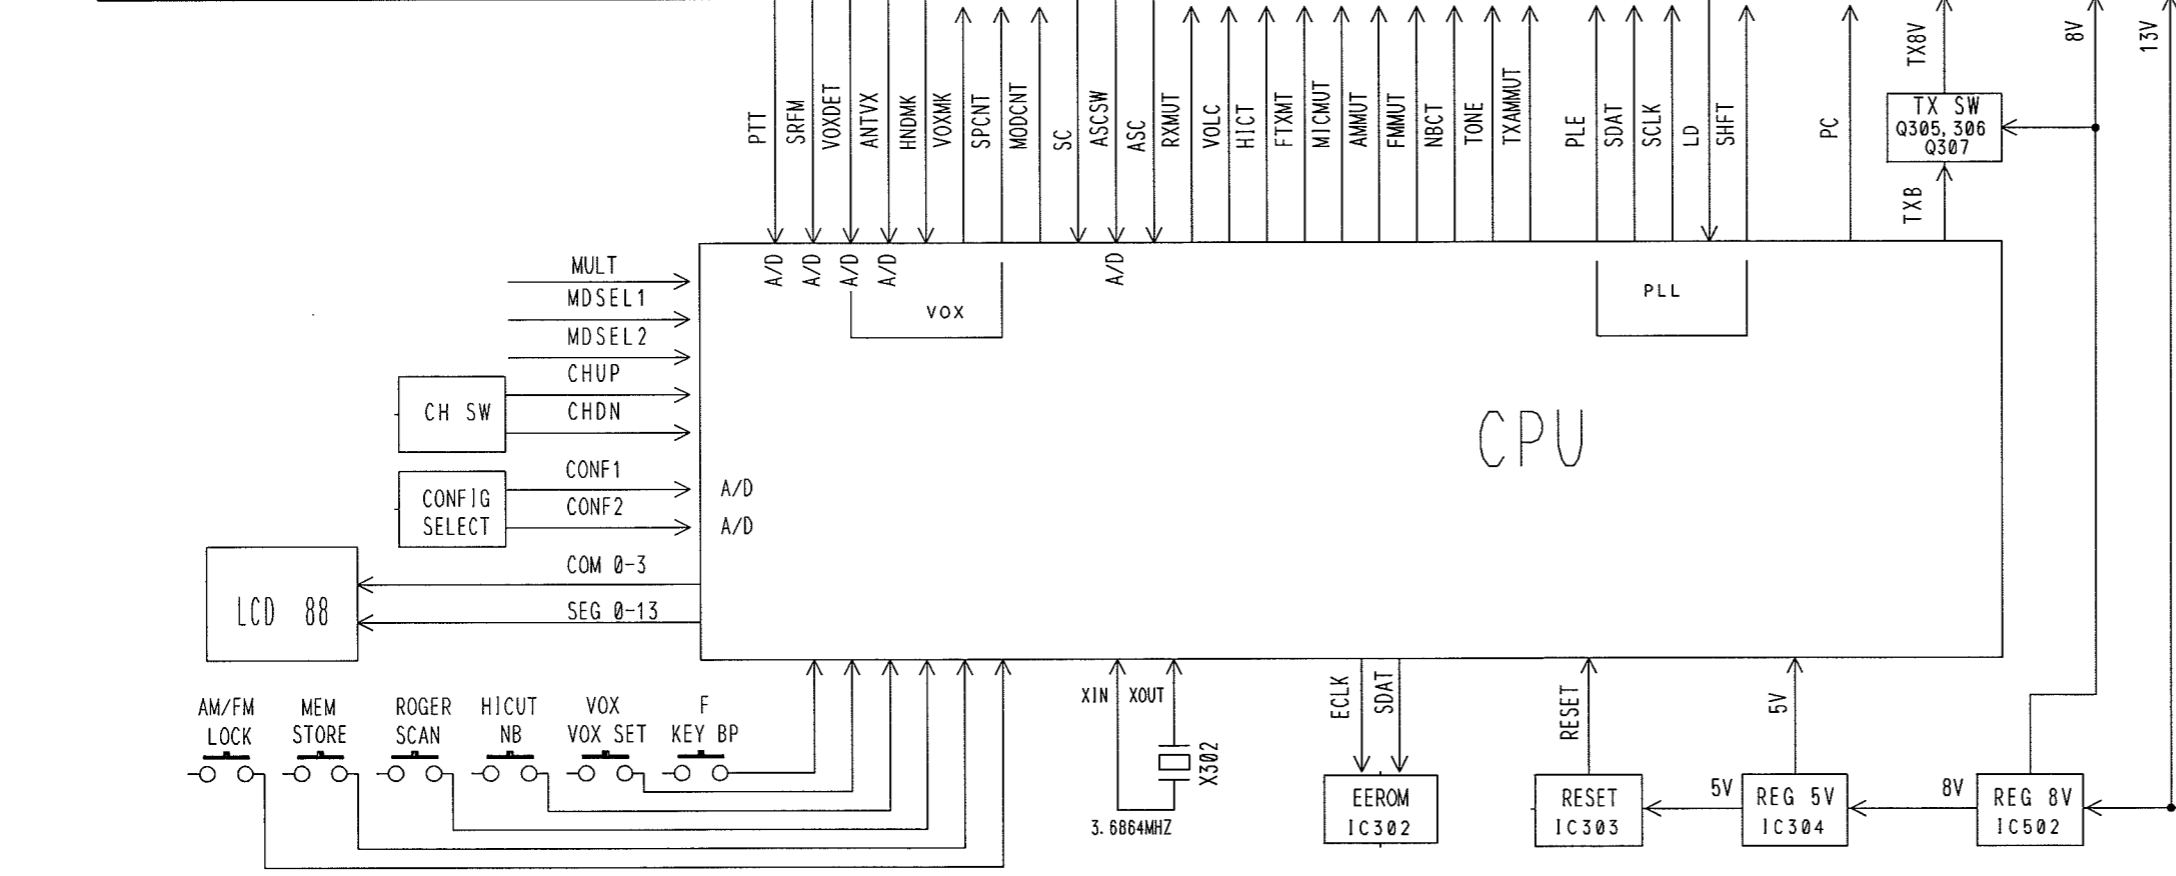 PTT
SRFM
VOXDET
ANTVX
HNDMK
VOXMK
SPCNT
MODCNT
SC
ASCSW
ASC
RXMUT
VOLC
HICT
FTXMT
MICMUT
AMMUT
FMMUT
NBCT
TONE
TXAMMUT
PLE
SDAT
SCLK
LD
SHFT
PC
TX8V
8V
13V
TX SW
Q305,306
Q307
TXB
A/D
A/D
A/D
A/D
A/D
VOX
PLL
MULT
MDSEL1
MDSEL2
CHUP
CH SW
CHDN
CPU
CONF1
CONFIG
SELECT
A/D
CONF2
A/D
COM 0-3
LCD 88
SEG 0-13
AM/FM
LOCK
MEM
STORE
ROGER
SCAN
HICUT
NB
VOX
VOX SET
F
KEY BP
XIN
XOUT
X302
3.6864MHZ
ECLK
SDAT
EEROM
IC302
RESET
RESET
IC303
5V
5V
REG 5V
IC304
8V
REG 8V
IC502